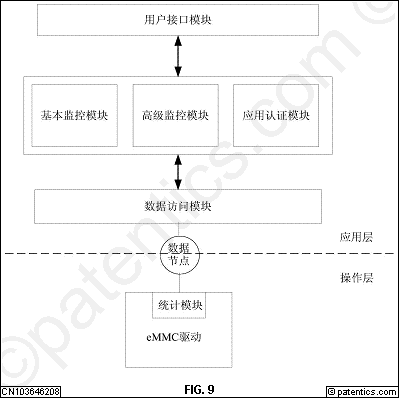 用户接口模块
基本监控模块
高级监控模块
应用认证模块
数据访问模块
应用层
数据
节点
操作层
统计模块
eMMC驱动
CN103646208
FIG. 9
© patentics.com
©patentics.com